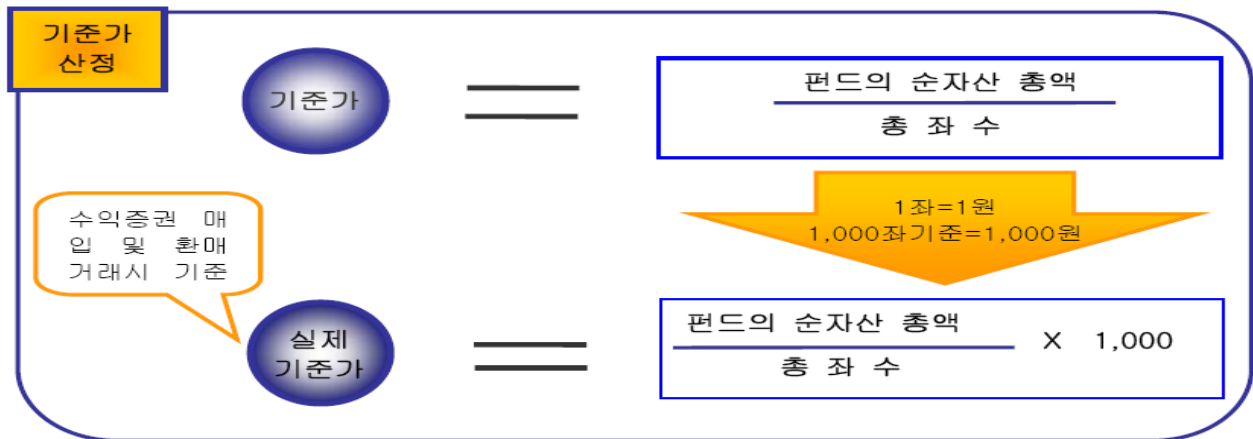 기준가
산정
기준가
펀드의 순자산 총액
총 좌 수
1좌=1원
1,000좌기준=1,000원
수익증권 매
입 및 환매
거래시 기준
실제
기준가
펀드의 순자산 총액
총 좌 수
X 1,000